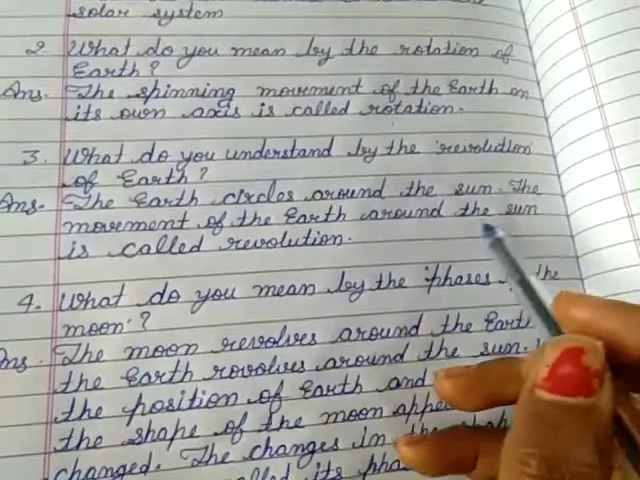 solar system
2. What do you mean by the rotation of
Earth?
Ans. The spinning movement of the Earth on
its own axis is called rotation.
3. What do you understand by the revolution
of Earth?
Ans. The Earth circles around the sun. The
movement of the Earth around the sun
is called revolution.
4. What do you mean by the phases the
moon?
Ans. The moon revolves around the Earth
the Earth revolves around the sun.
the position of Earth and
the shape of the moon
changed. The changes in
its